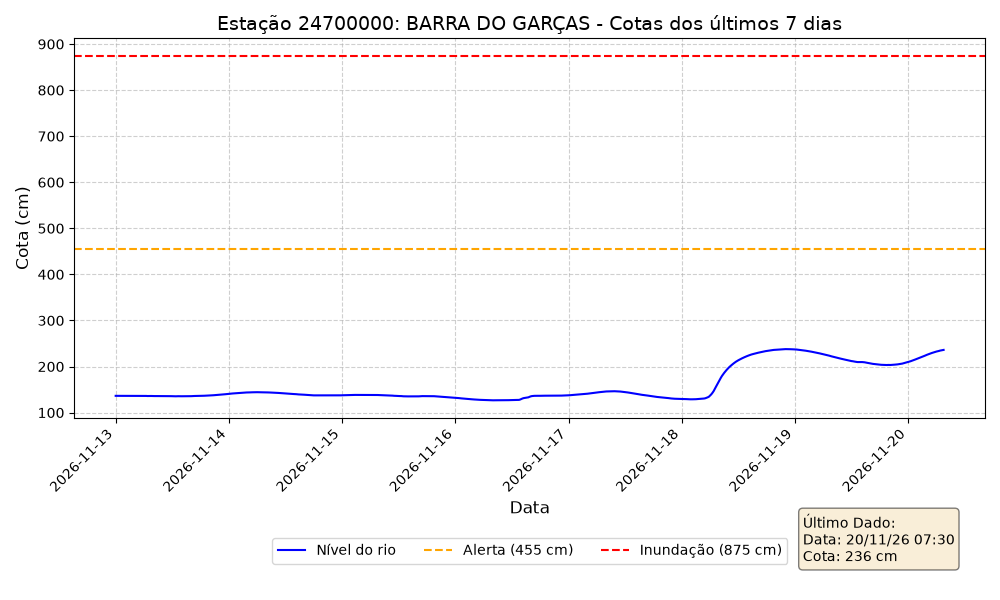 Estação 24700000: BARRA DO GARÇAS - Cotas dos últimos 7 dias
Cota (cm)
900
800
700
600
500
400
300
200
100
2026-11-13
2026-11-14
2026-11-15
2026-11-16
2026-11-17
2026-11-18
2026-11-19
2026-11-20
Data
Nível do rio
Alerta (455 cm)
Inundação (875 cm)
Último Dado:
Data: 20/11/26 07:30
Cota: 236 cm